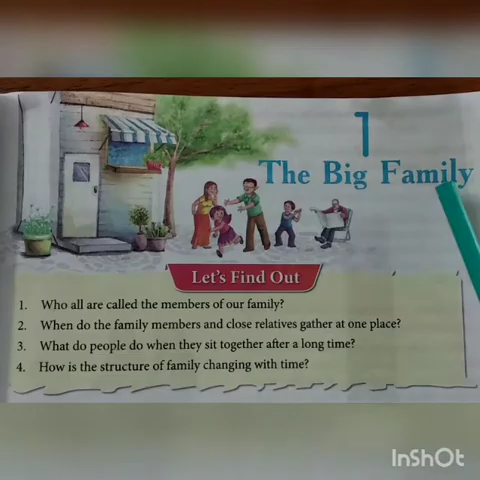 1
The Big Family
Let's Find Out
1. Who all are called the members of our family?
2. When do the family members and close relatives gather at one place?
3. What do people do when they sit together after a long time?
4. How is the structure of family changing with time?
InShOt